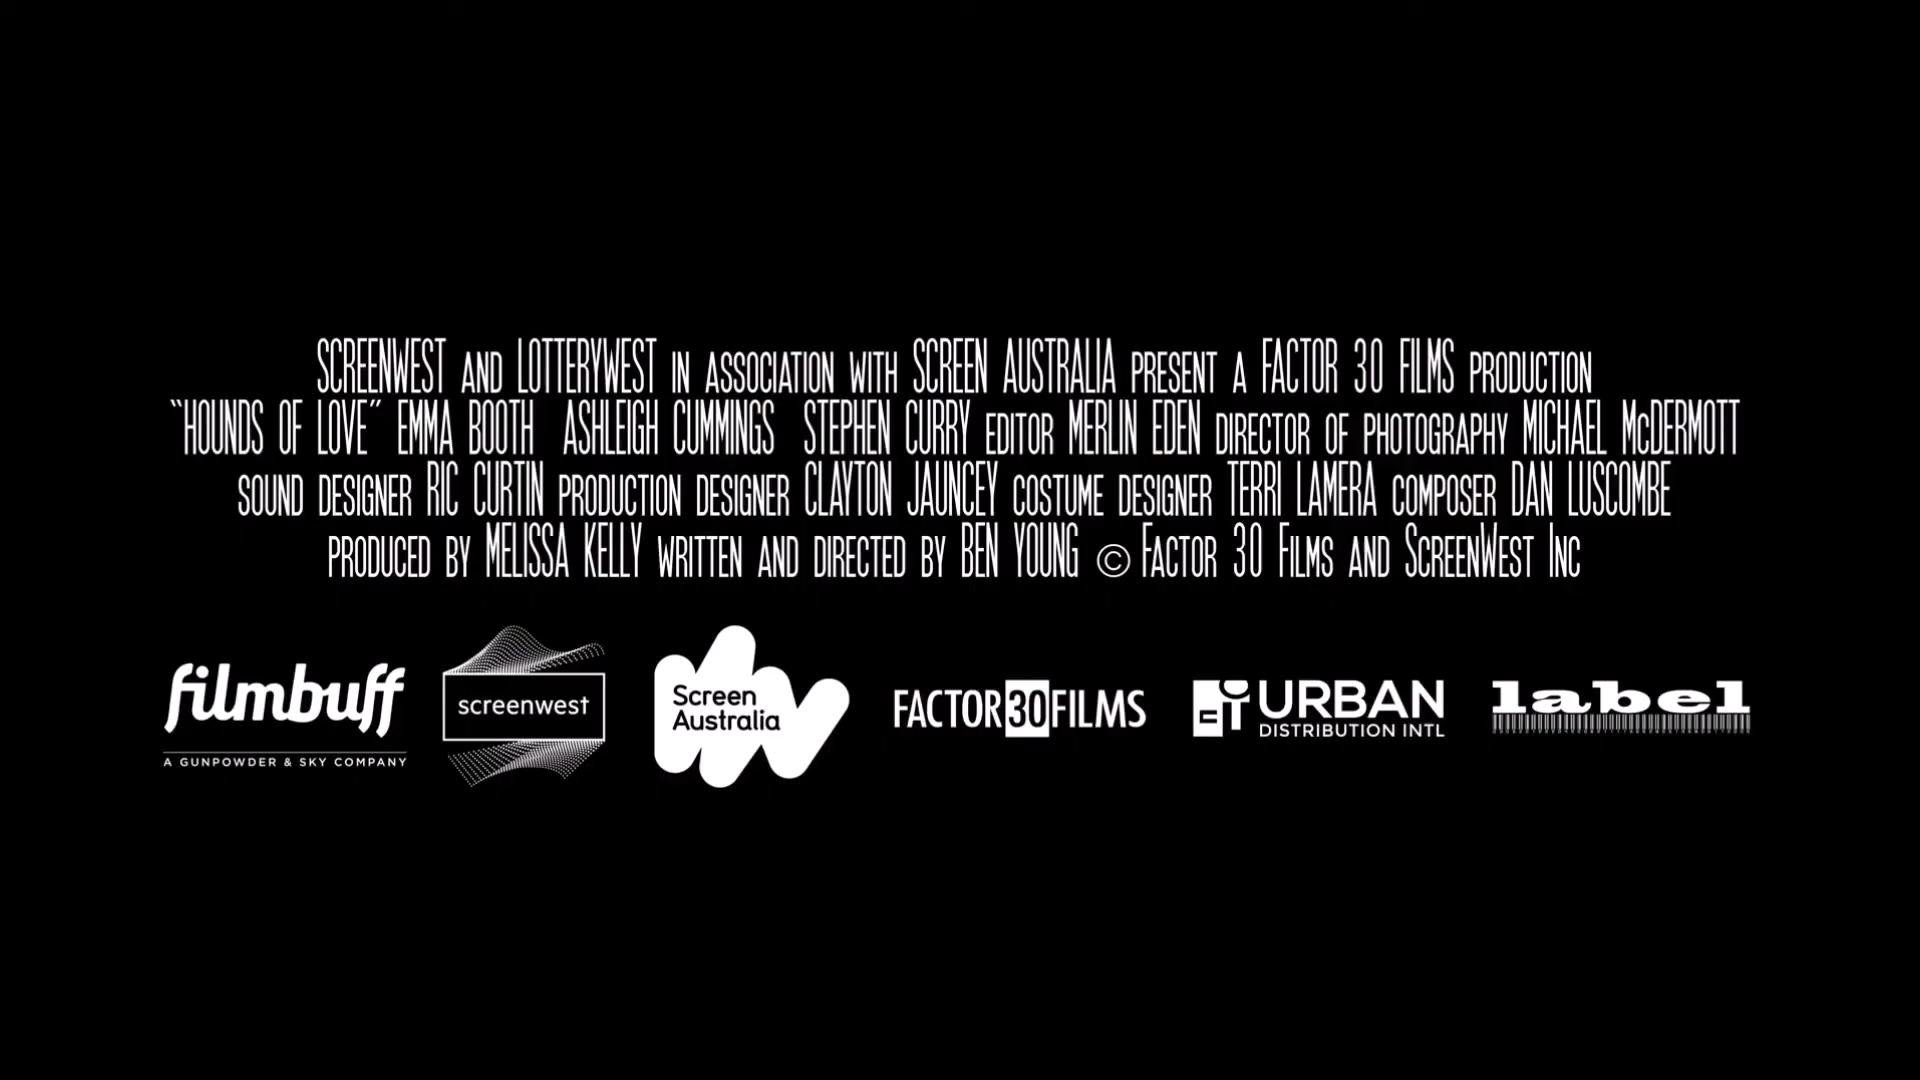 SCREENWEST AND LOTTERYWEST IN ASSOCIATION WITH SCREEN AUSTRALIA PRESENT A FACTOR 30 FILMS PRODUCTION
“HOUNDS OF LOVE” EMMA BOOTH ASHLEIGH CUMMINGS STEPHEN CURRY EDITOR MERLIN EDEN DIRECTOR OF PHOTOGRAPHY MICHAEL McDERMOTT
SOUND DESIGNER RIC CURTIN PRODUCTION DESIGNER CLAYTON JAUNCEY COSTUME DESIGNER TERRI LAMERA COMPOSER DAN LUSCOMBE
PRODUCED BY MELISSA KELLY WRITTEN AND DIRECTED BY BEN YOUNG © FACTOR 30 FILMS AND SCREENWEST INC
filmbuff
A GUNPOWDER & SKY COMPANY
screenwest
Screen
Australia
FACTOR30FILMS
URBAN
DISTRIBUTION INTL
label